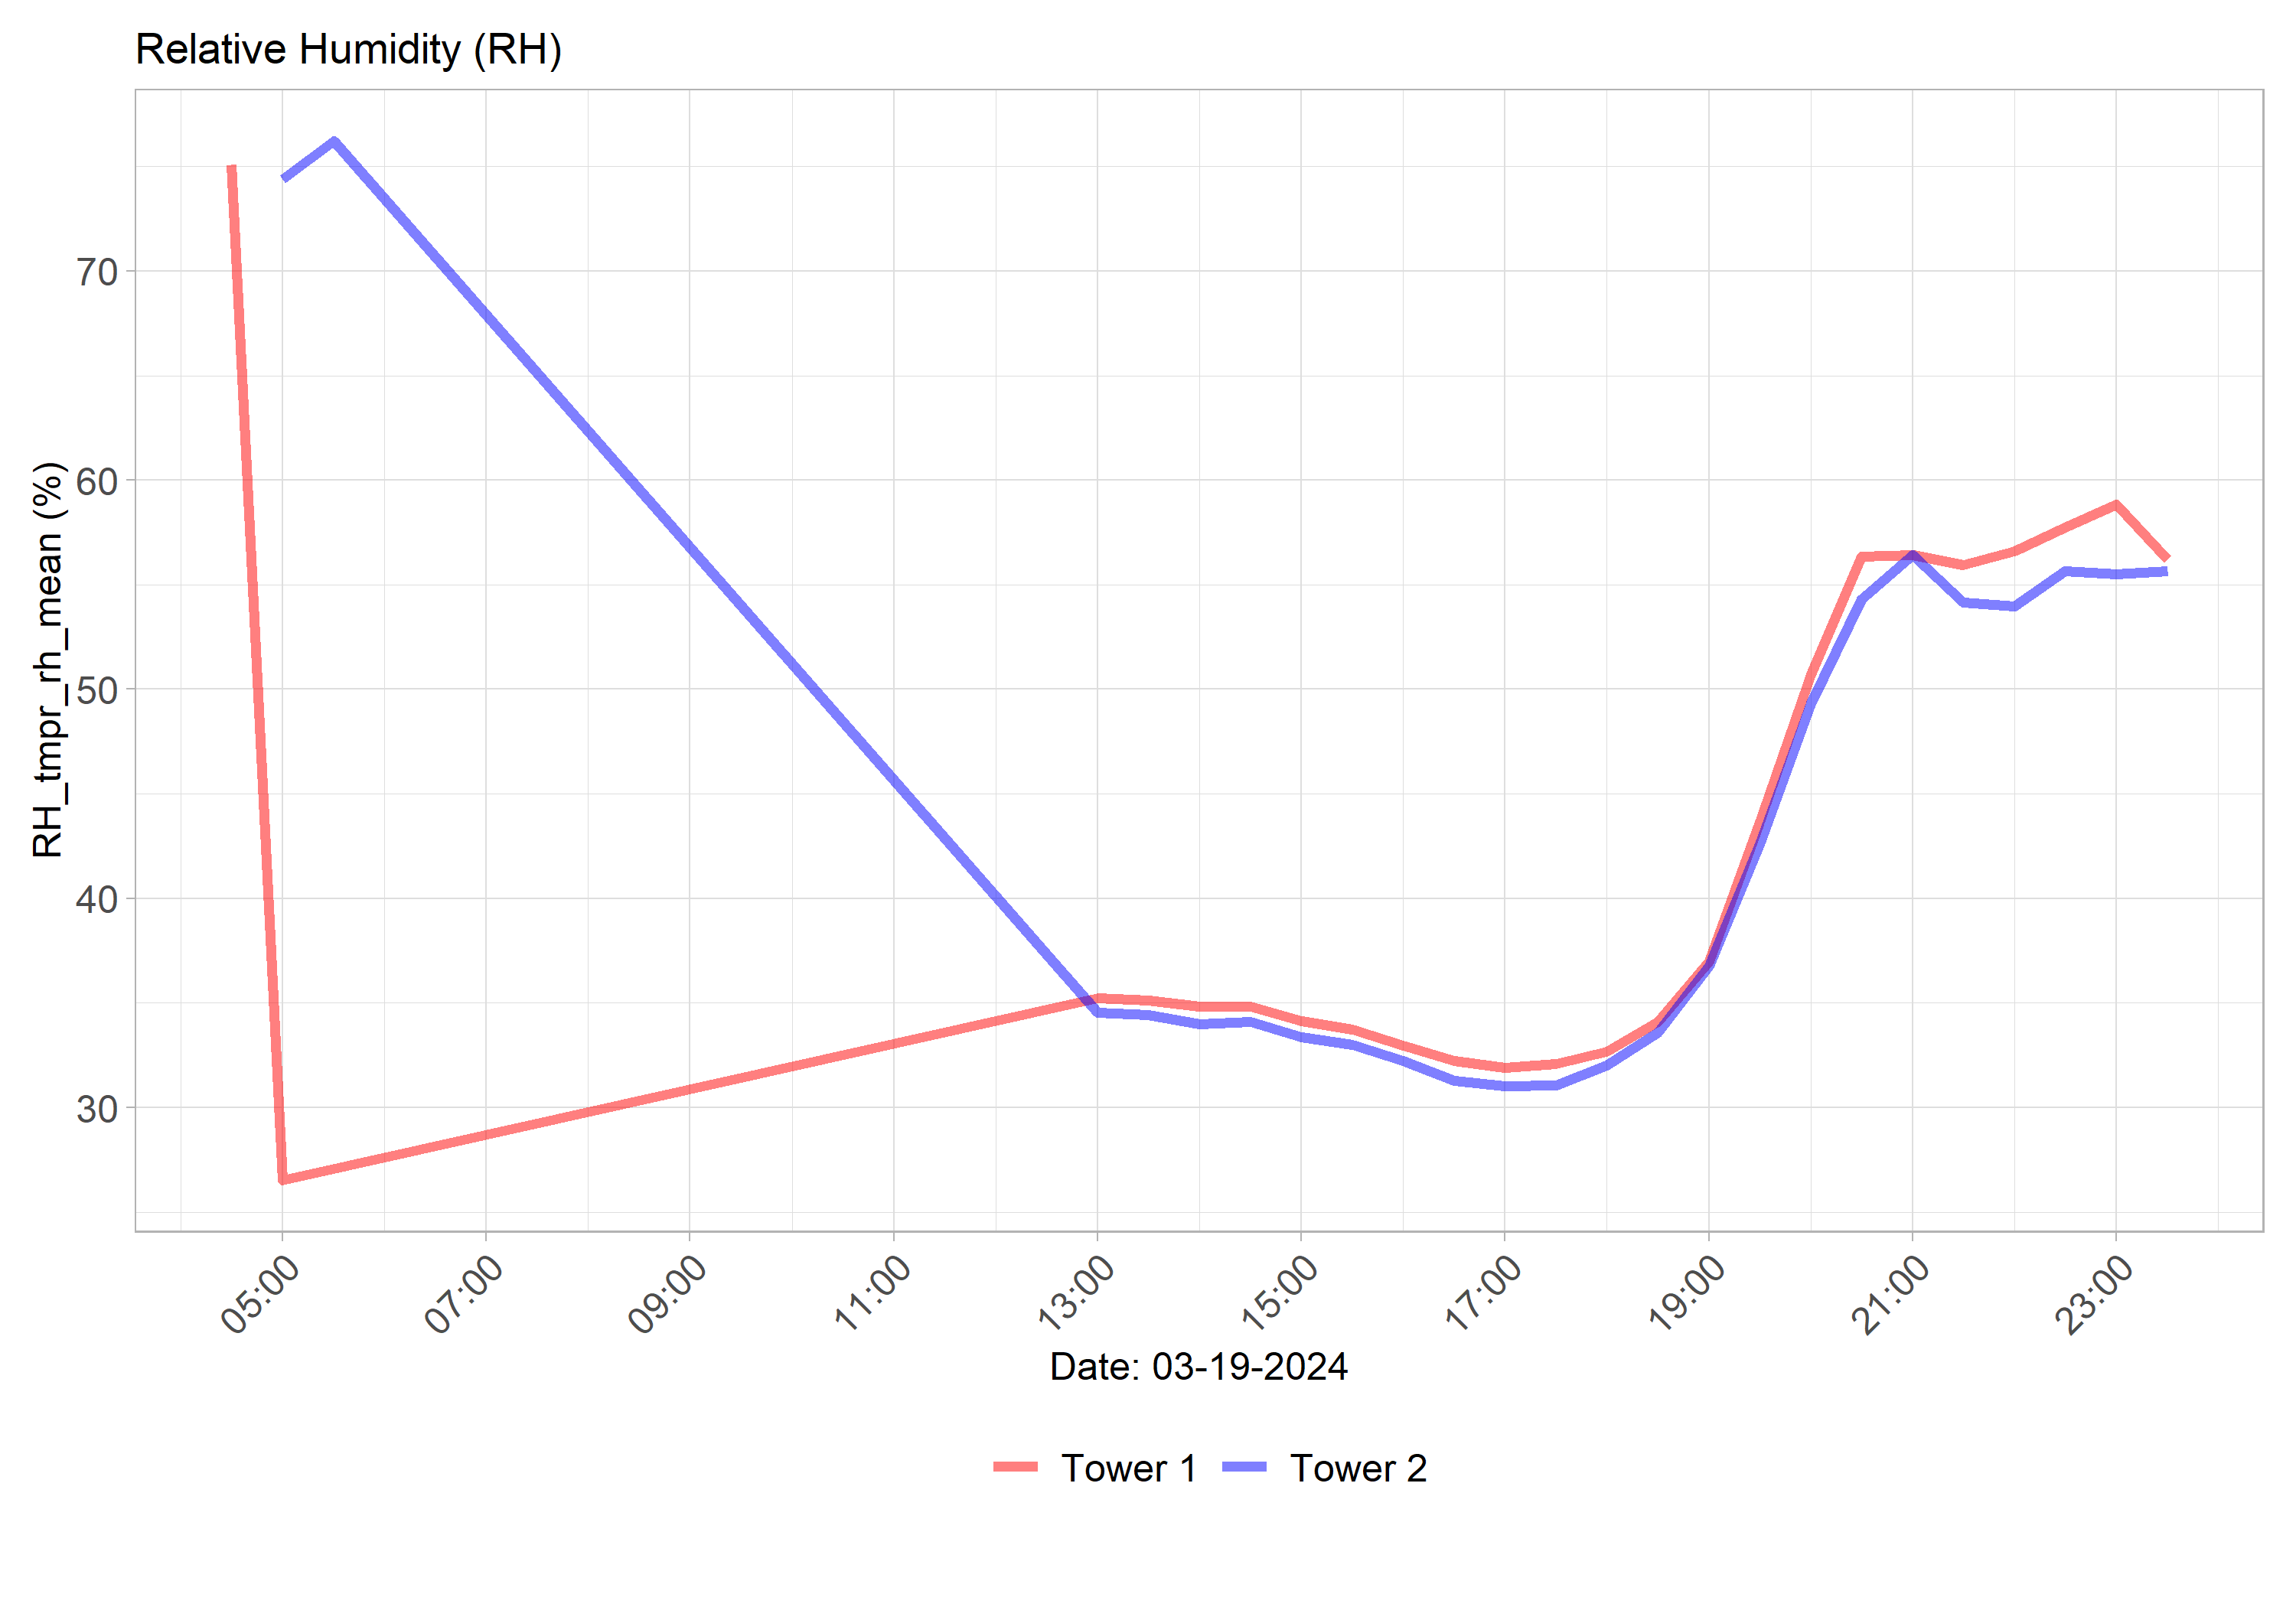 Relative Humidity (RH)
RH_tmpr_rh_mean (%)
70
60
50
40
30
05:00 07:00 09:00 11:00 13:00 15:00 17:00 19:00 21:00 23:00
Date: 03-19-2024
Tower 1 Tower 2